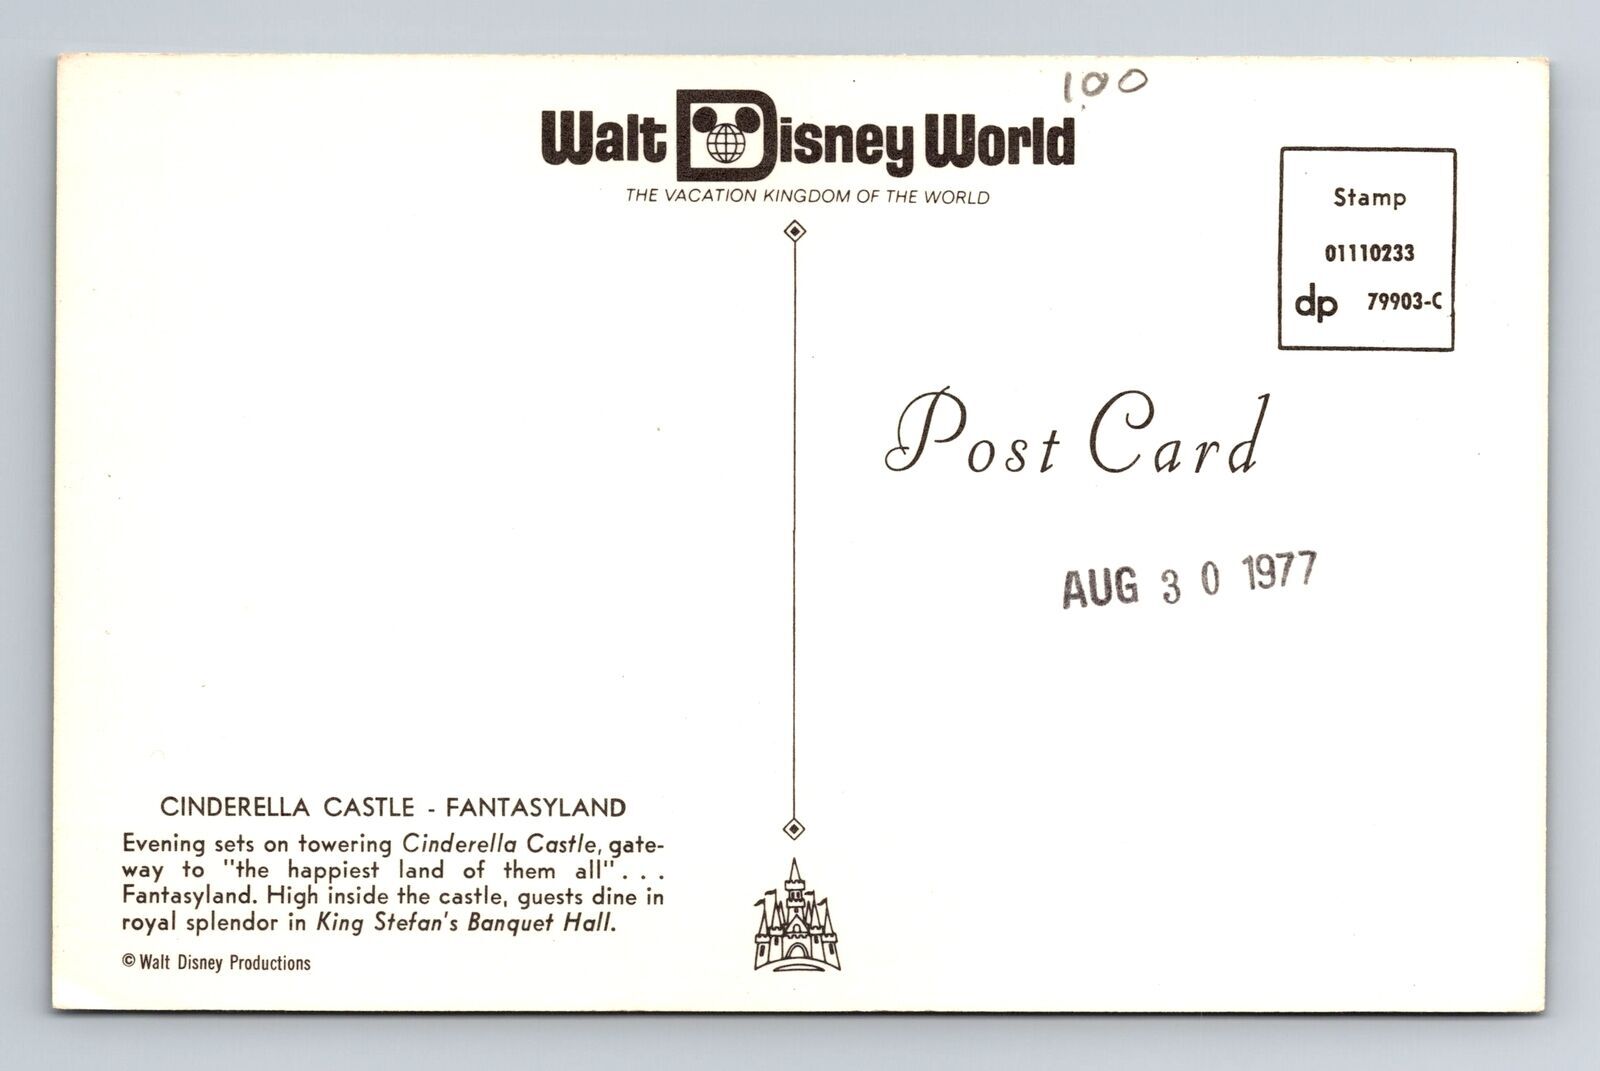 100
Walt Disney World
THE VACATION KINGDOM OF THE WORLD
Stamp
01110233
dp 79903-C
Post Card
AUG 30 1977
CINDERELLA CASTLE - FANTASYLAND
Evening sets on towering Cinderella Castle, gate-
way to "the happiest land of them all" . . .
Fantasyland. High inside the castle, guests dine in
royal splendor in King Stefan's Banquet Hall.
© Walt Disney Productions